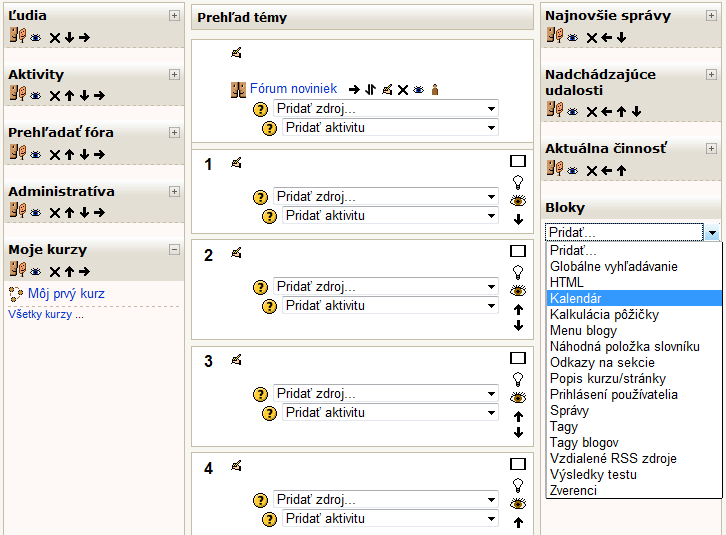 Ľudia
Aktivity
Prehľadať fóra
Administratíva
Moje kurzy
Môj prvý kurz
Všetky kurzy ...
Prehľad témy
Fórum noviniek
Pridať zdroj...
Pridať aktivitu
1
Pridať zdroj...
Pridať aktivitu
2
Pridať zdroj...
Pridať aktivitu
3
Pridať zdroj...
Pridať aktivitu
4
Pridať zdroj...
Pridať aktivitu
Najnovšie správy
Nadchádzajúce
udalosti
Aktuálna činnosť
Bloky
Pridať...
Pridať...
Globálne vyhľadávanie
HTML
Kalendár
Kalkulácia pôžičky
Menu blogy
Náhodná položka slovníku
Odkazy na sekcie
Popis kurzu/stránky
Prihlásení používatelia
Správy
Tagy
Tagy blogov
Vzdialené RSS zdroje
Výsledky testu
Zverenci